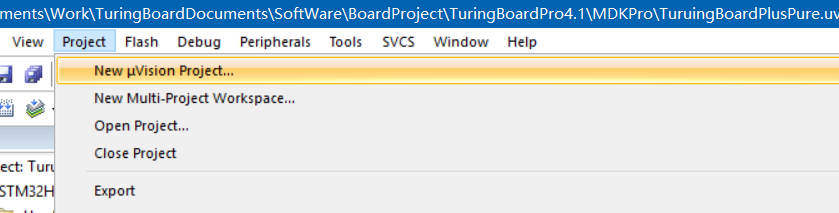 ments\Work\TuringBoardDocuments\SoftWare\BoardProject\TuringBoardPro4.1\MDKPro\TuruingBoardPlusPure.uv
View Project Flash Debug Peripherals Tools SVCS Window Help
New µVision Project...
New Multi-Project Workspace...
Open Project...
Close Project
ect: Turu
STM32H
Export